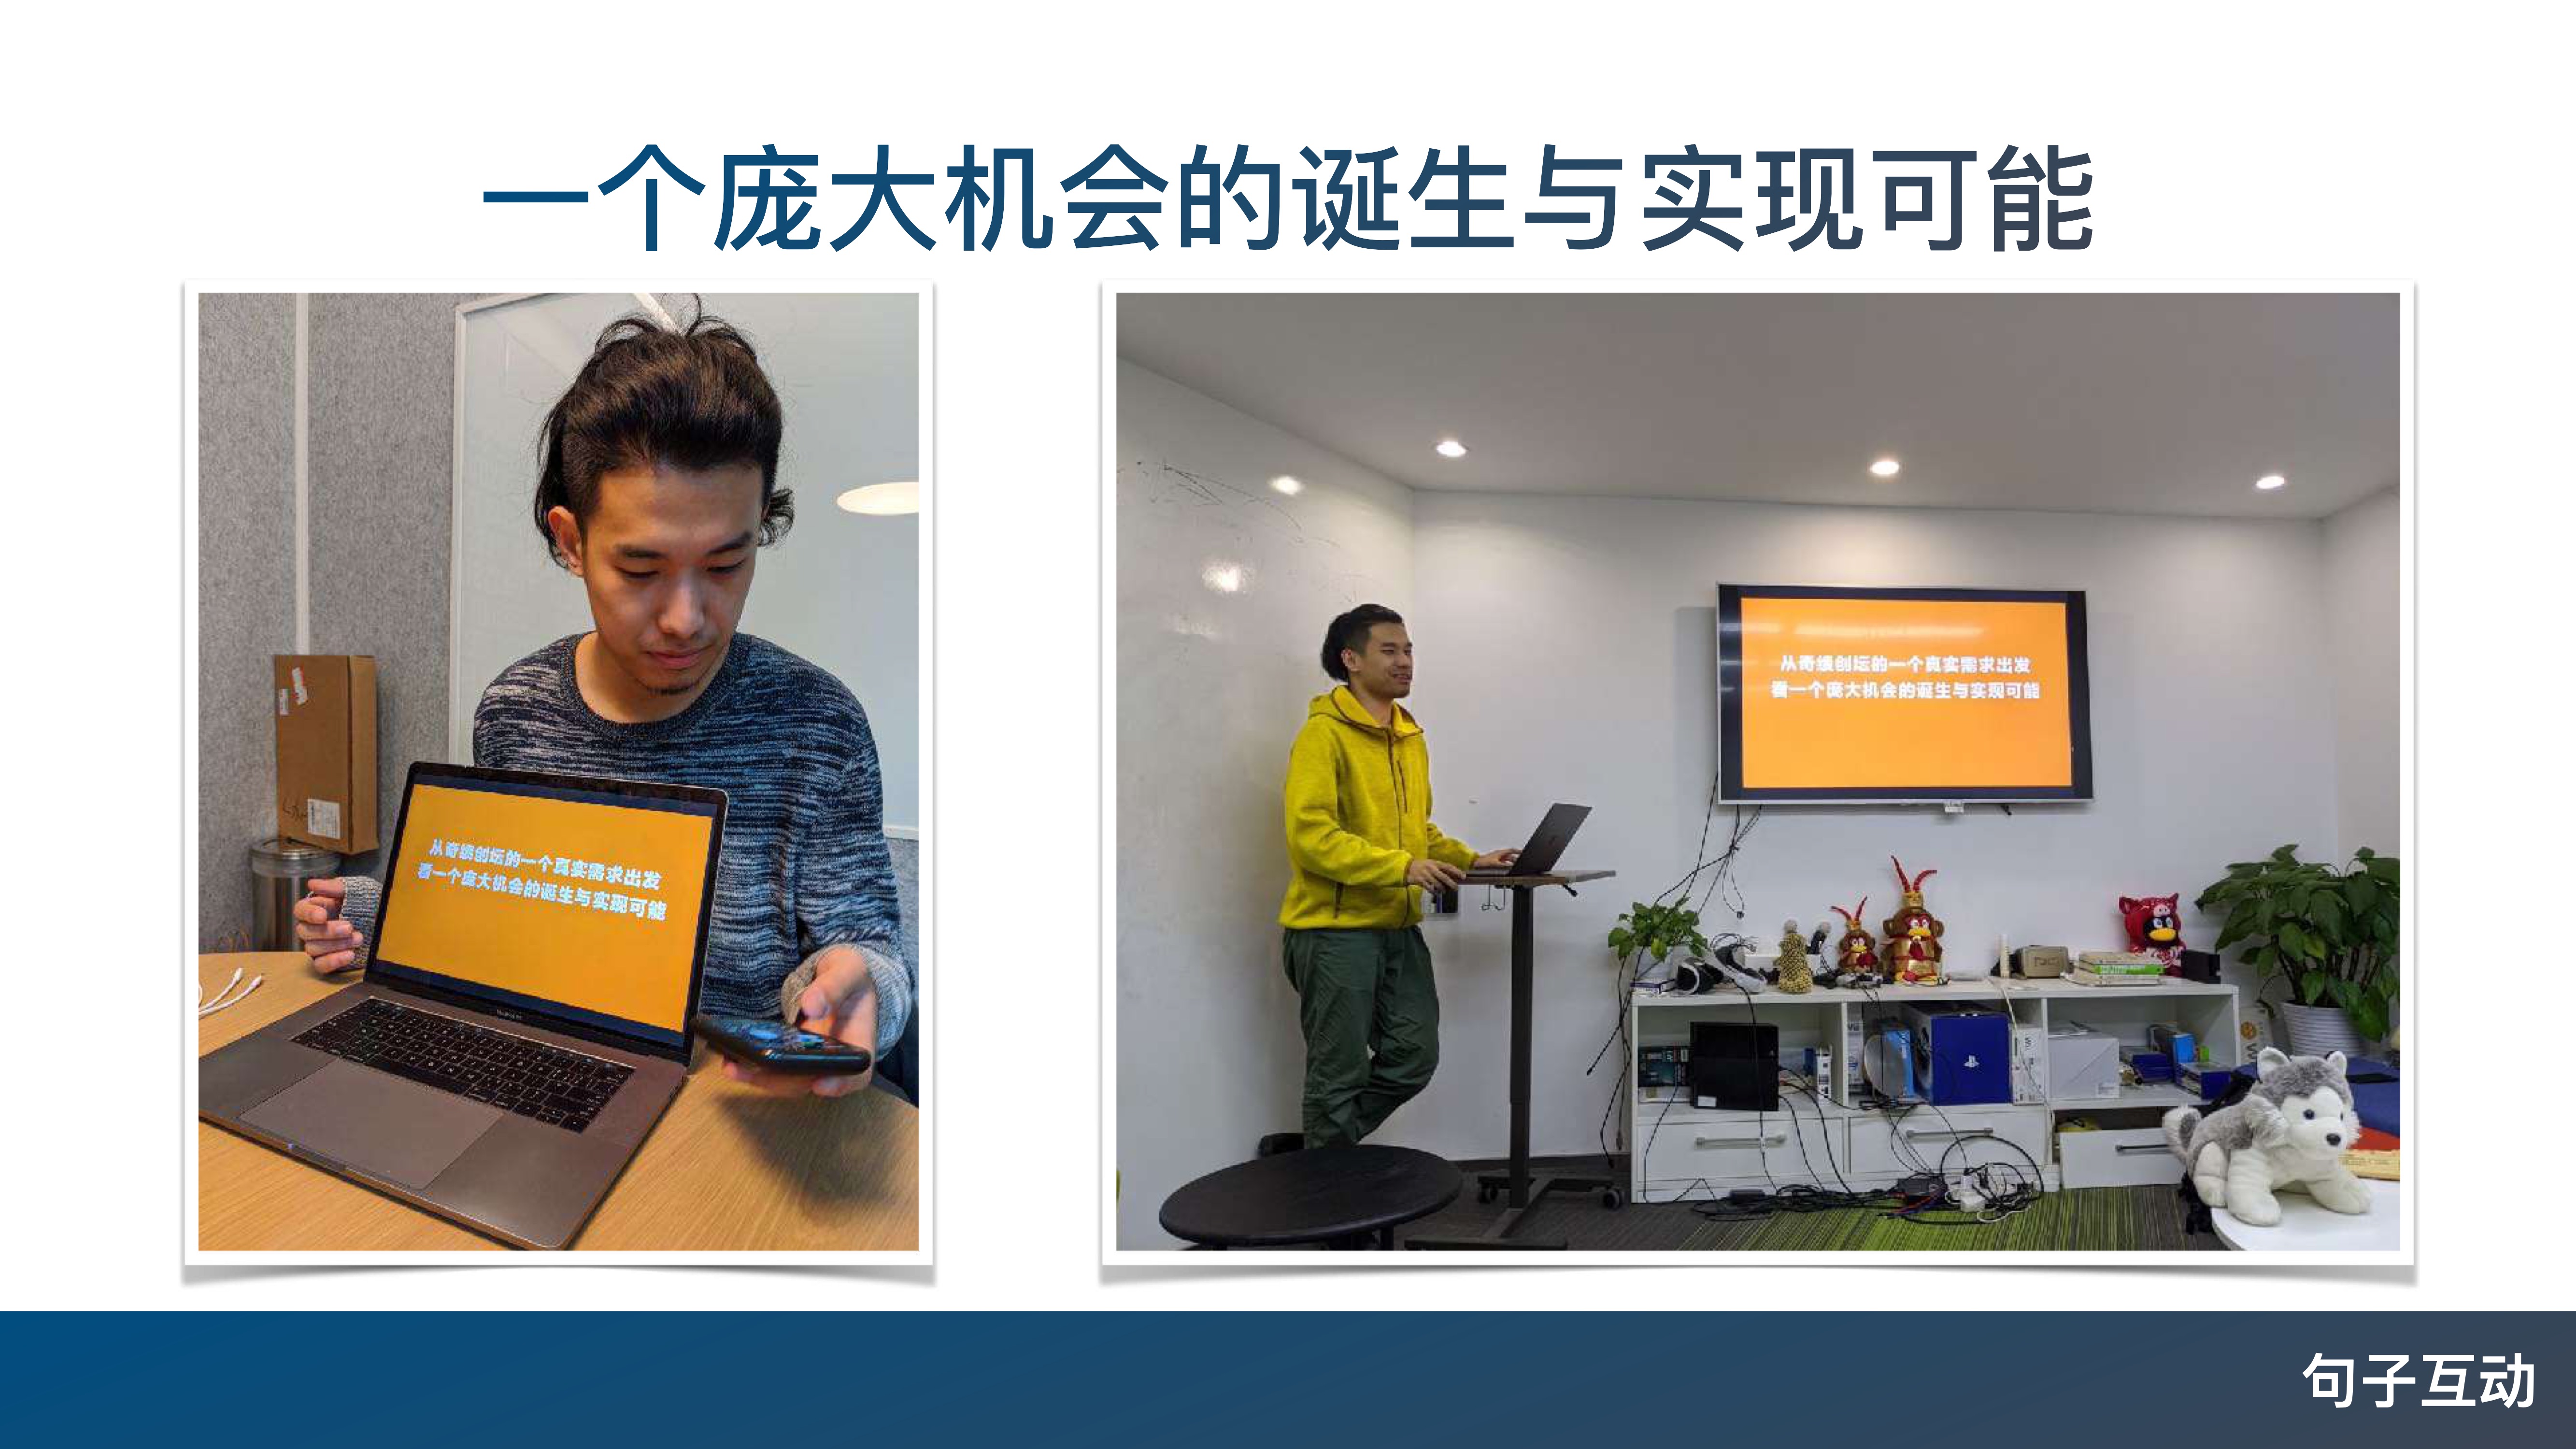 一个庞大机会的诞生与实现可能
从奇绩创坛的一个真实需求出发
看一个庞大机会的诞生与实现可能
从奇绩创坛的一个真实需求出发
看一个庞大机会的诞生与实现可能
句子互动